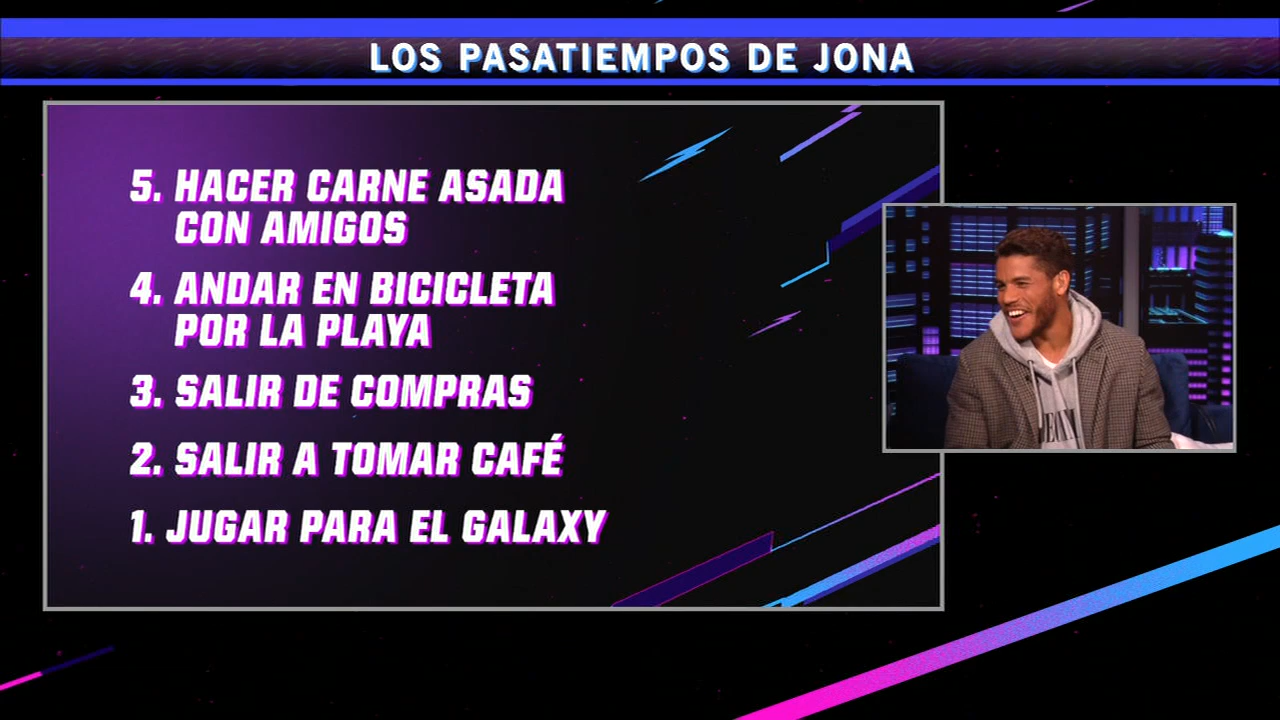 LOS PASATIEMPOS DE JONA
5. HACER CARNE ASADA
CON AMIGOS
4. ANDAR EN BICICLETA
POR LA PLAYA
3. SALIR DE COMPRAS
2. SALIR A TOMAR CAFÉ
1. JUGAR PARA EL GALAXY